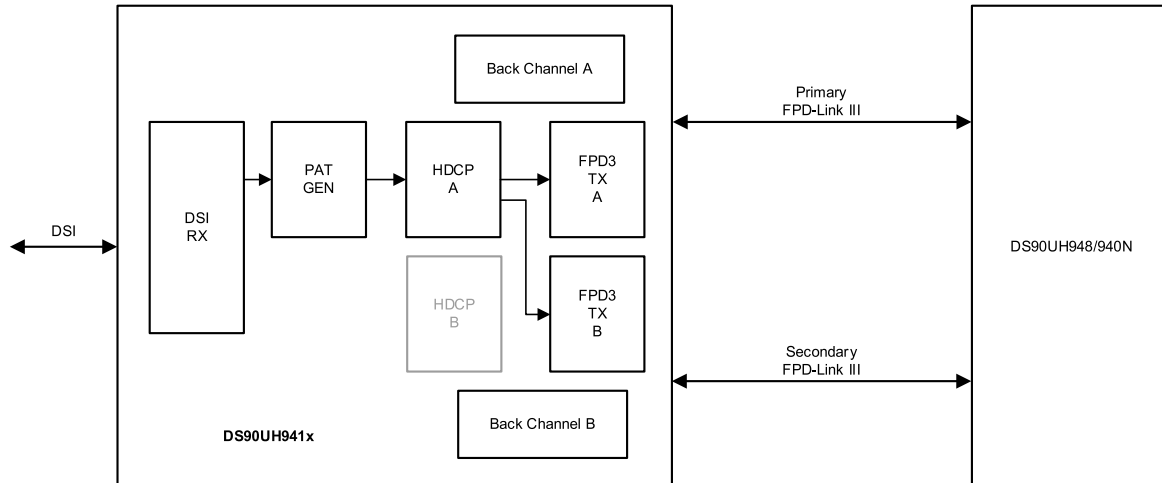 Back Channel A
Primary
FPD-Link III
PAT
GEN
HDCP
A
FPD3
TX
A
DSI
RX
DSI
DS90UH948/940N
HDCP
B
FPD3
TX
B
Secondary
FPD-Link III
Back Channel B
DS90UH941x